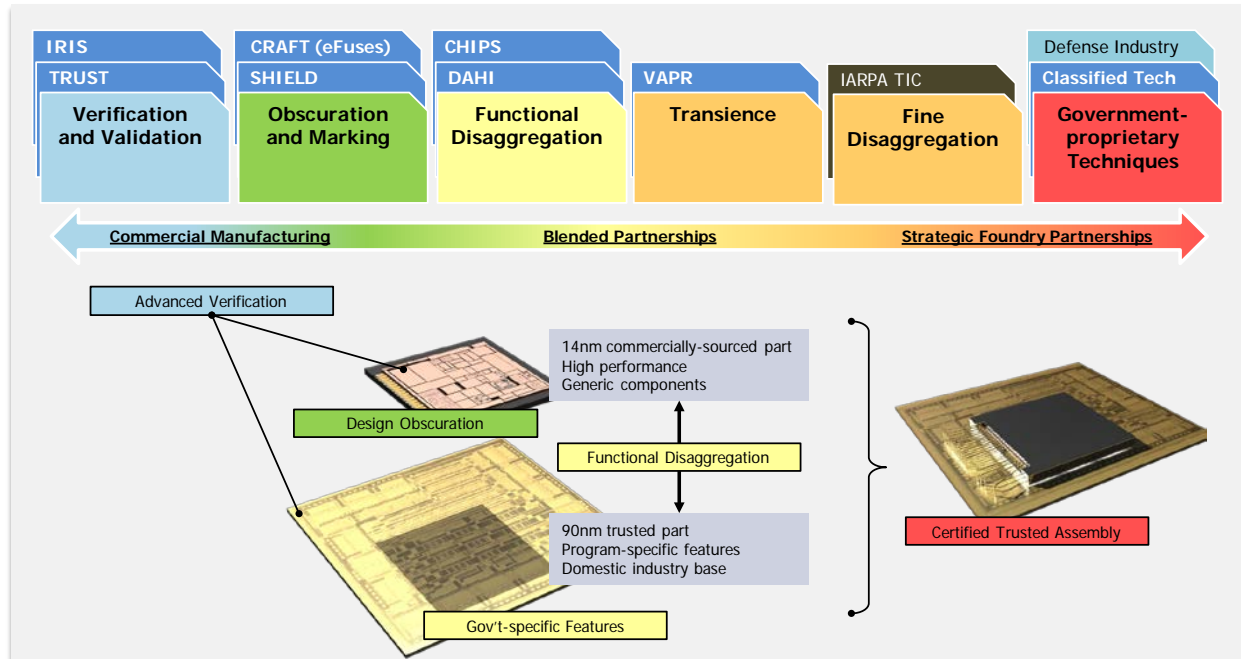 IRIS
TRUST
Verification
and Validation
CRAFT (eFuses)
SHIELD
Obscuration
and Marking
CHIPS
DAHI
Functional
Disaggregation
VAPR
Transience
IARPA TIC
Fine
Disaggregation
Defense Industry
Classified Tech
Government-
proprietary
Techniques
Commercial Manufacturing
Blended Partnerships
Strategic Foundry Partnerships
Advanced Verification
14nm commercially-sourced part
High performance
Generic components
Design Obscuration
Functional Disaggregation
90nm trusted part
Program-specific features
Domestic industry base
Certified Trusted Assembly
Gov’t-specific Features